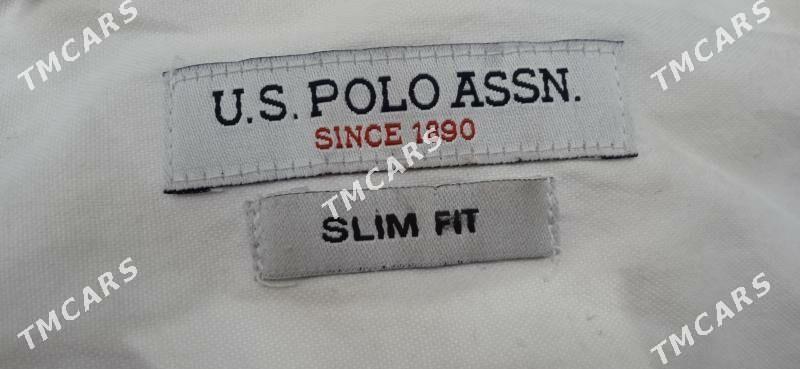 TMCARS
TMCARS
TMCARS
U.S. POLO ASSN.
SINCE 1890
TMCARS
SLIM FIT
TMCARS
TMCARS